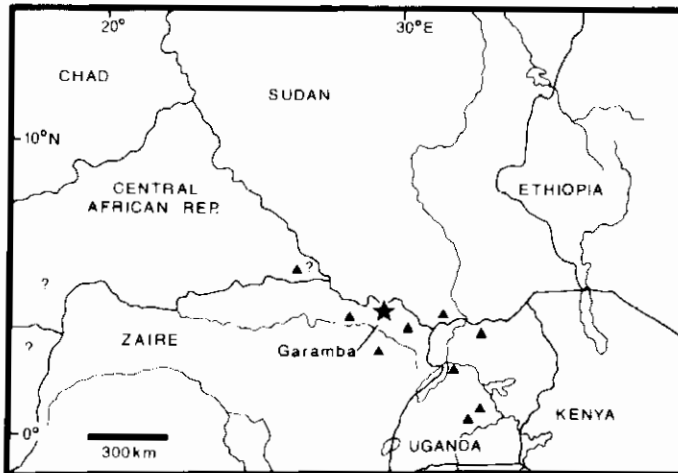 20°
30°E
CHAD
SUDAN
10°N
CENTRAL
AFRICAN REP.
ETHIOPIA
?
?
?
ZAIRE
Garamba
0°
300km
UGANDA
KENYA